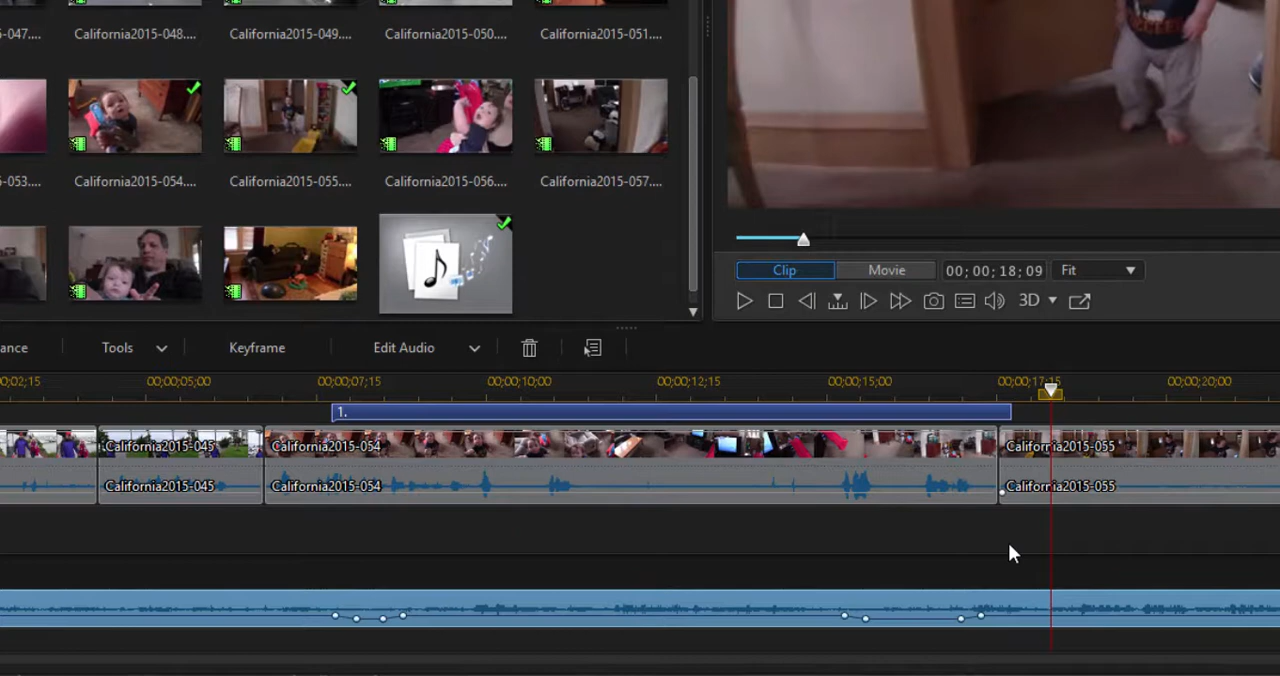 -047....
California2015-048....
California2015-049....
California2015-050....
California2015-051....
-053....
California2015-054....
California2015-055....
California2015-056....
California2015-057....
Clip
Movie
00; 00; 18; 09
Fit
3D
ance
Tools
Keyframe
Edit Audio
00;02;15
00;00;05;00
00;00;07;15
00;00;10;00
00;00;12;15
00;00;15;00
00;00;17;15
00;00;20;00
1.
California2015-045
California2015-054
California2015-055
California2015-045
California2015-054
California2015-055